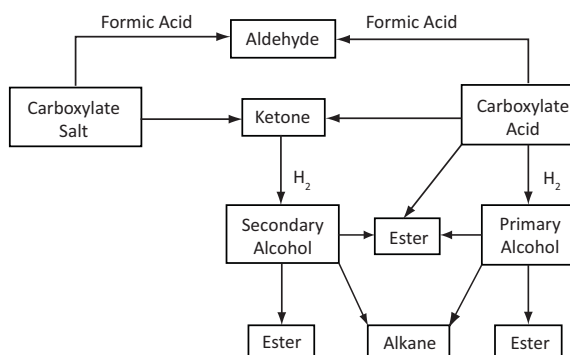 Formic Acid
Formic Acid
Aldehyde
Carboxylate
Salt
Ketone
Carboxylate
Acid
H₂
H₂
Secondary
Alcohol
Ester
Primary
Alcohol
Ester
Alkane
Ester